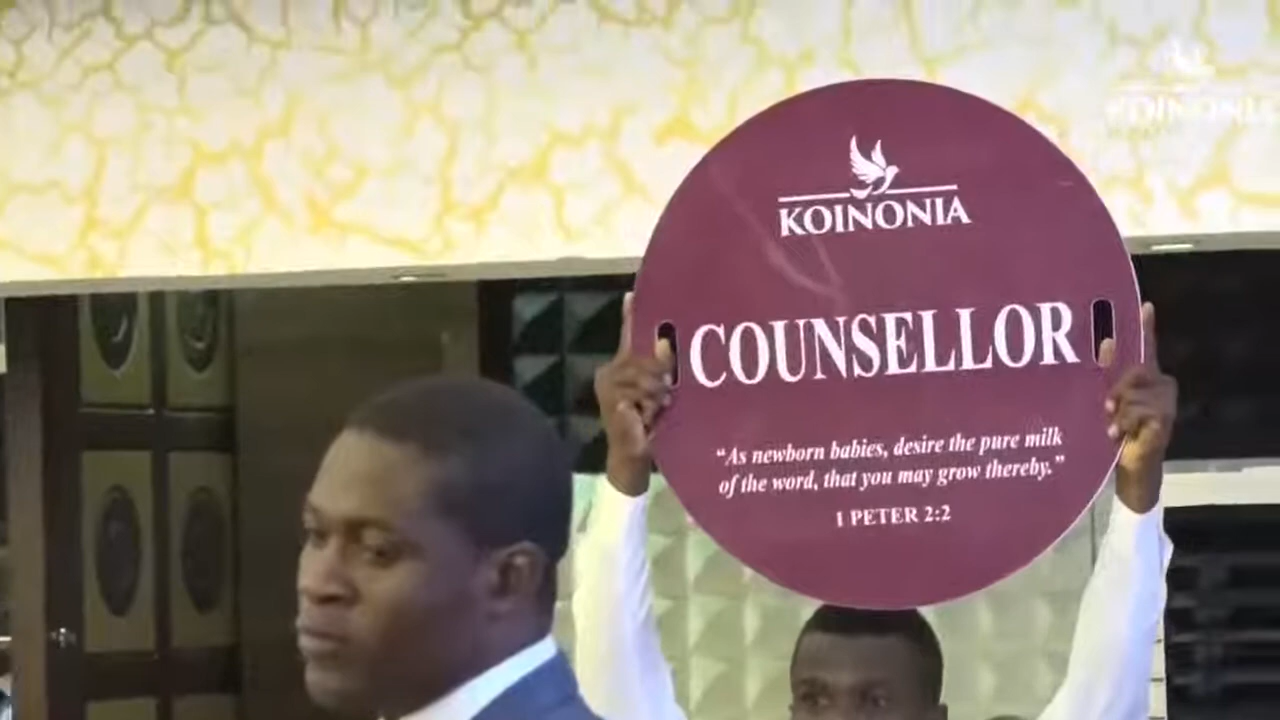 KOINONIA
COUNSELLOR
“As newborn babies, desire the pure milk
of the word, that you may grow thereby.”
1 PETER 2:2
KOINONIA